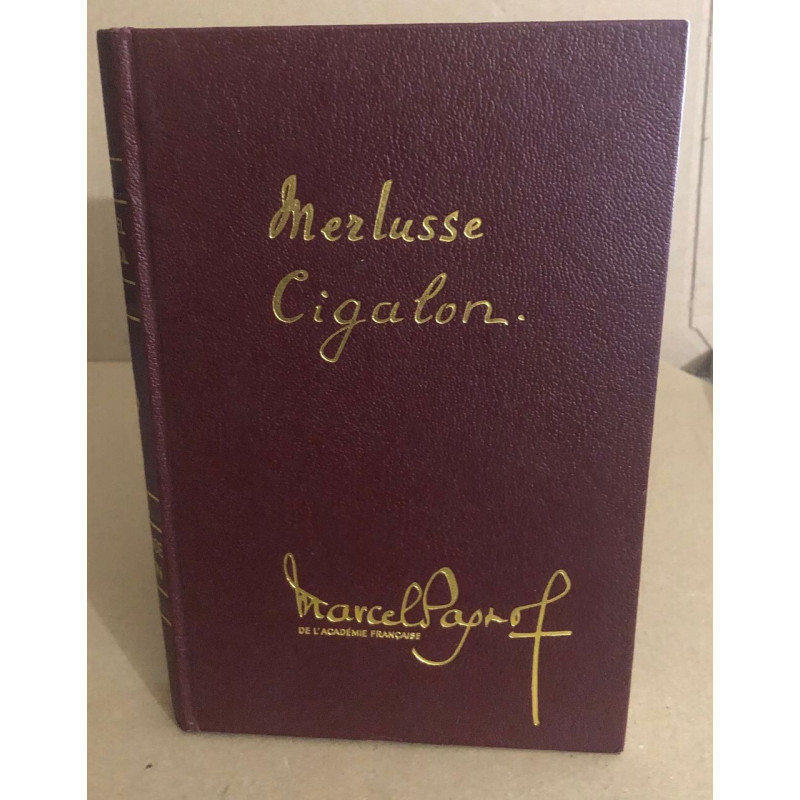 Merlusse
Cigalon.
Marcel Pagnol
DE L'ACADÉMIE FRANÇAISE